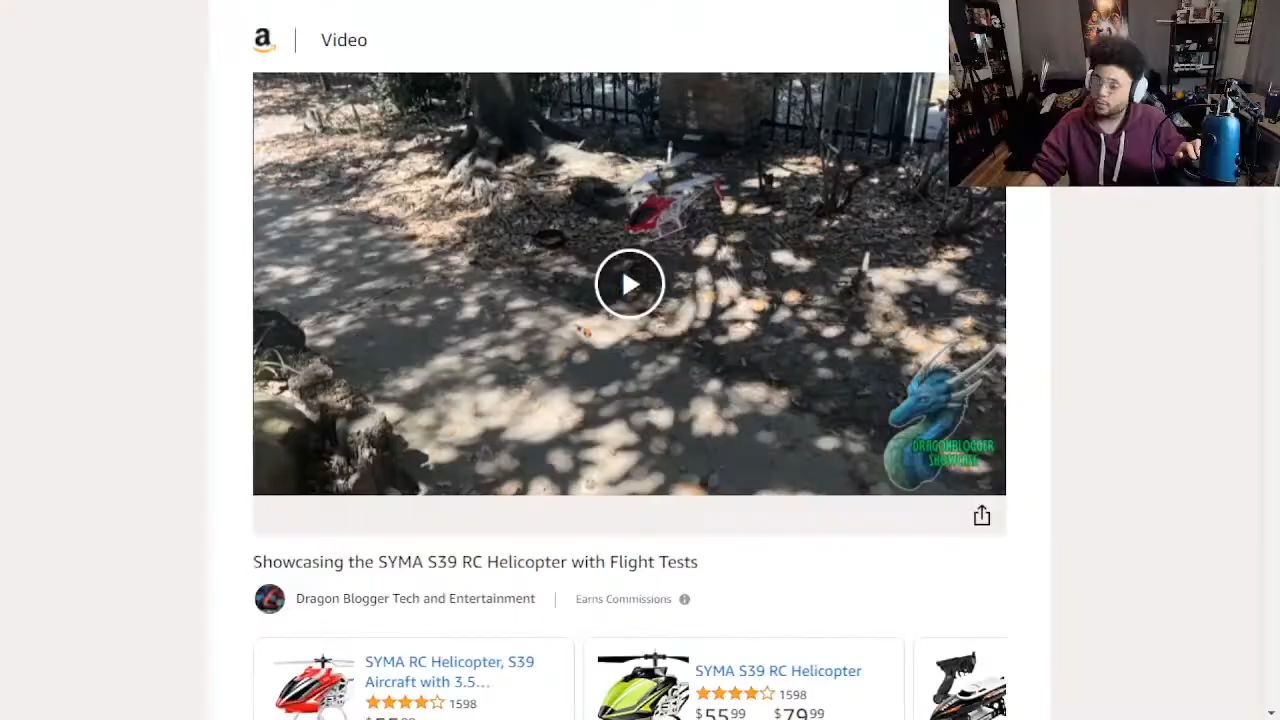 Video
DRAGONBLOGGER
SHOWCASE
Showcasing the SYMA S39 RC Helicopter with Flight Tests
Dragon Blogger Tech and Entertainment
Earns Commissions
SYMA RC Helicopter, S39
Aircraft with 3.5...
1598
SYMA S39 RC Helicopter
1598
$55.99 $79.99